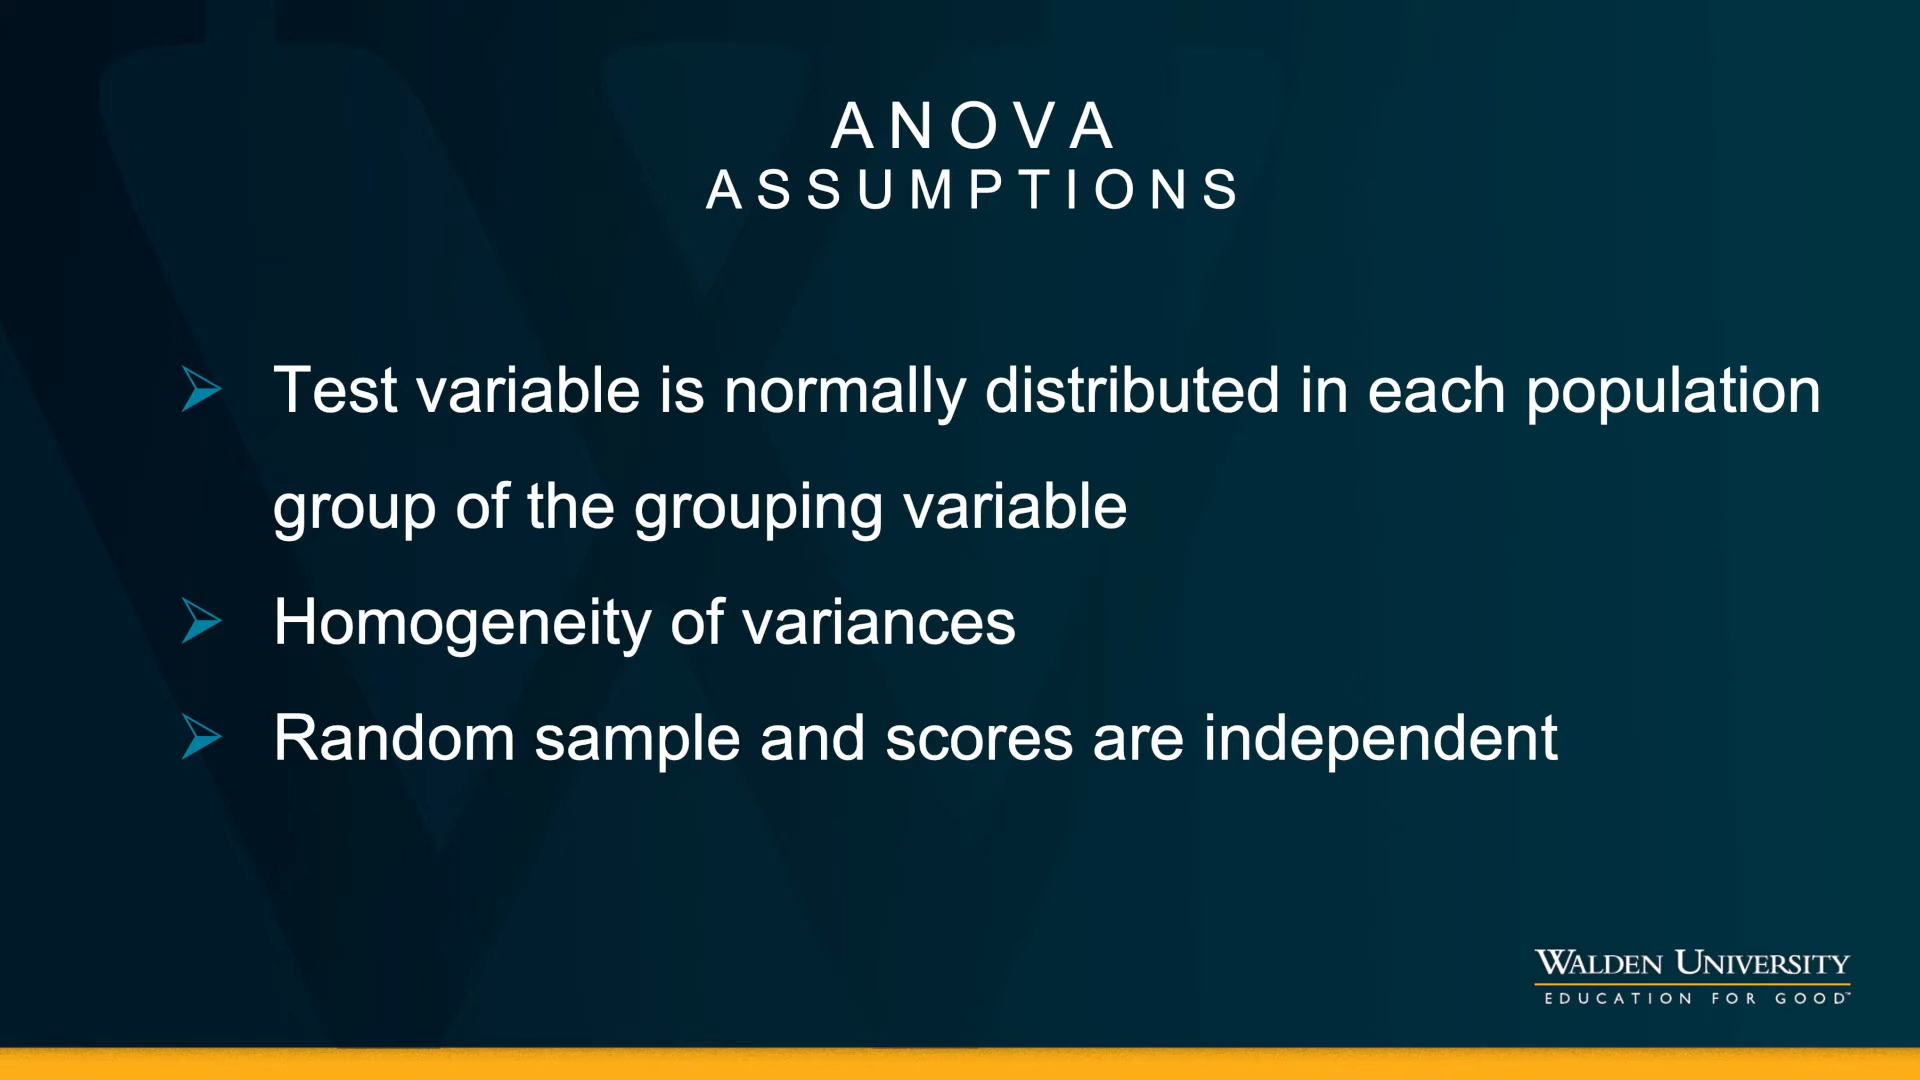 ANOVA
ASSUMPTIONS
Test variable is normally distributed in each population
group of the grouping variable
Homogeneity of variances
Random sample and scores are independent
WALDEN UNIVERSITY
EDUCATION FOR GOOD™